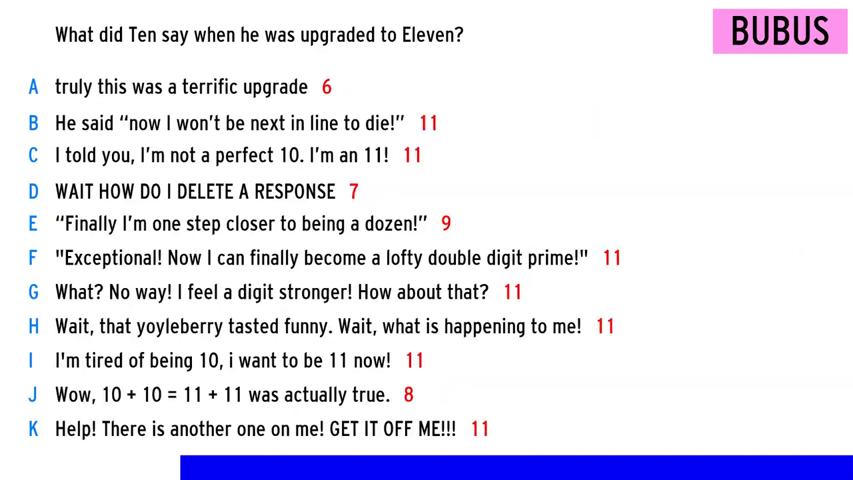 What did Ten say when he was upgraded to Eleven?
BUBUS
A truly this was a terrific upgrade 6
B He said “now I won’t be next in line to die!” 11
C I told you, I’m not a perfect 10. I’m an 11! 11
D WAIT HOW DO I DELETE A RESPONSE 7
E “Finally I’m one step closer to being a dozen!” 9
F "Exceptional! Now I can finally become a lofty double digit prime!" 11
G What? No way! I feel a digit stronger! How about that? 11
H Wait, that yoyleberry tasted funny. Wait, what is happening to me! 11
I I'm tired of being 10, i want to be 11 now! 11
J Wow, 10 + 10 = 11 + 11 was actually true. 8
K Help! There is another one on me! GET IT OFF ME!!! 11